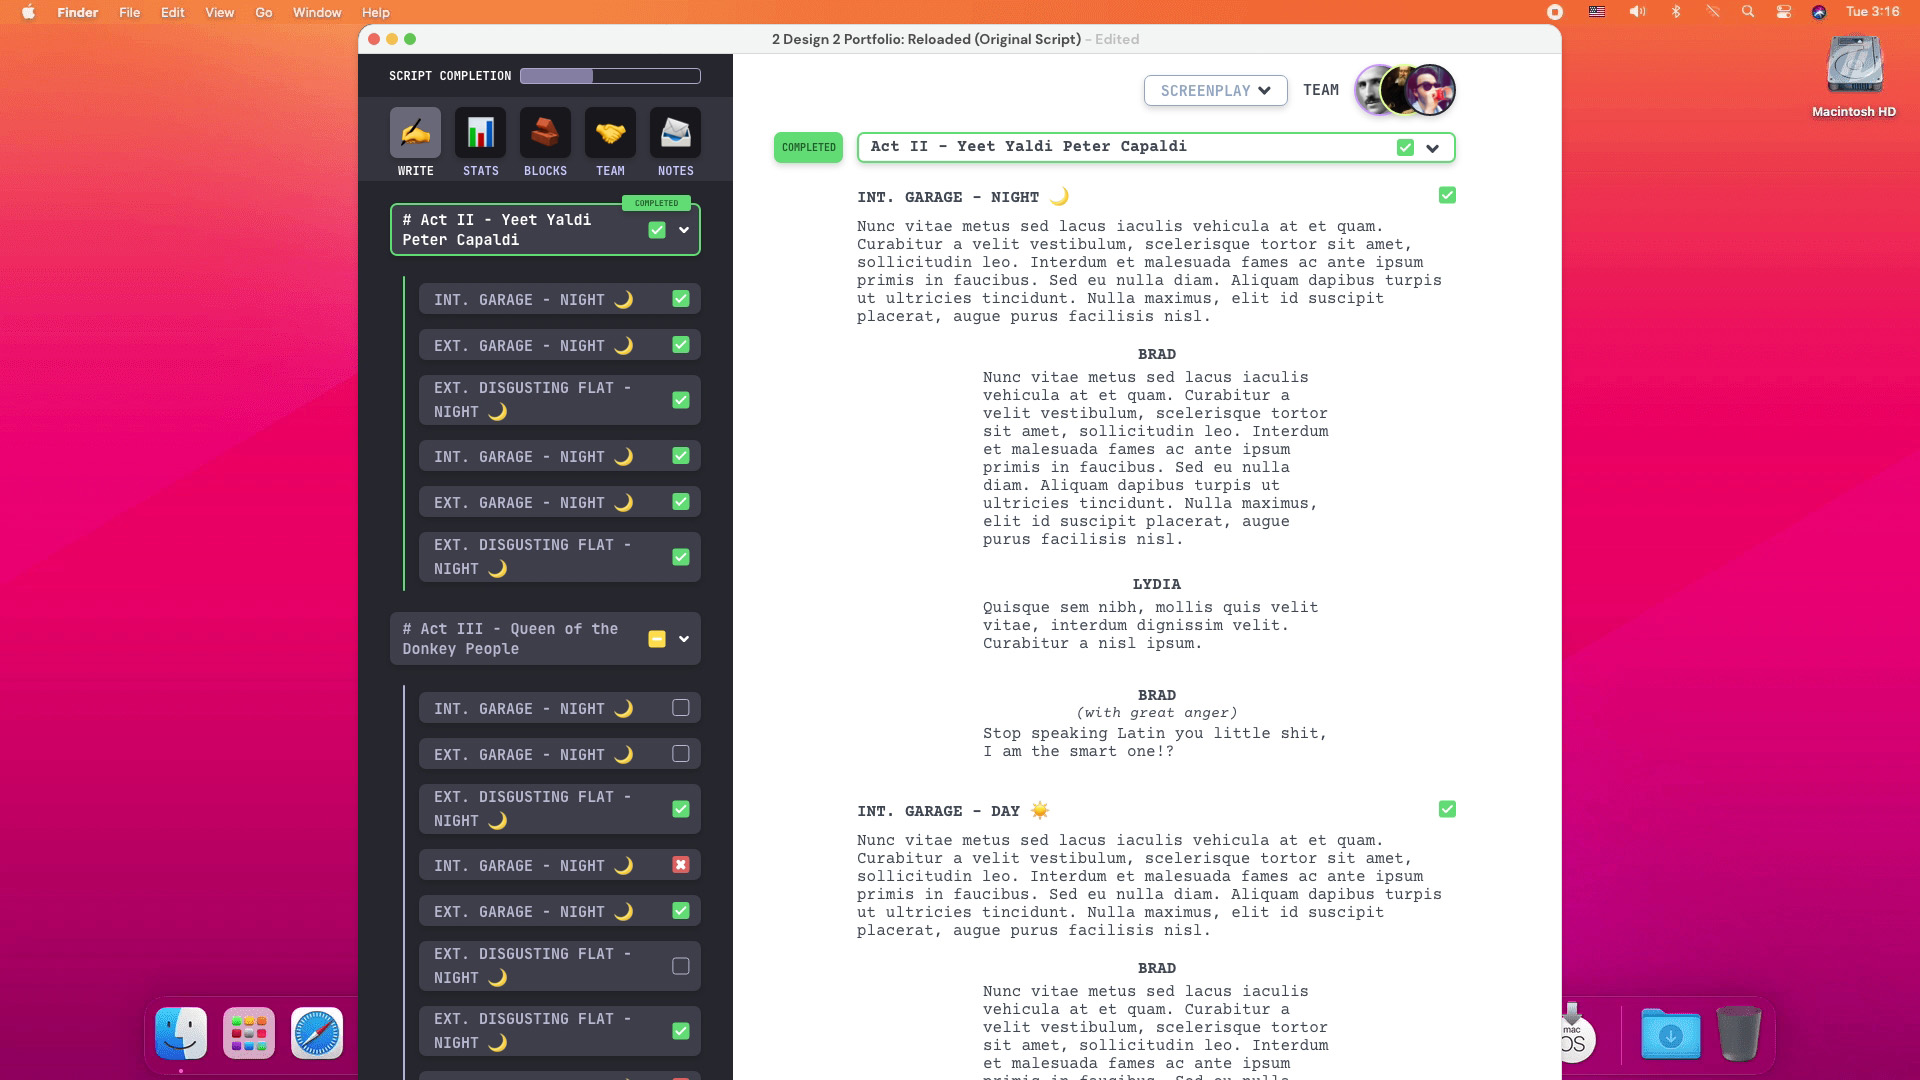 Finder File Edit View Go Window Help
Tue 3:16
2 Design 2 Portfolio: Reloaded (Original Script) - Edited
Macintosh HD
SCRIPT COMPLETION
WRITE STATS BLOCKS TEAM NOTES
COMPLETED
# Act II - Yeet Yaldi
Peter Capaldi
INT. GARAGE - NIGHT 🌙
EXT. GARAGE - NIGHT 🌙
EXT. DISGUSTING FLAT -
NIGHT 🌙
INT. GARAGE - NIGHT 🌙
EXT. GARAGE - NIGHT 🌙
EXT. DISGUSTING FLAT -
NIGHT 🌙
# Act III - Queen of the
Donkey People
INT. GARAGE - NIGHT 🌙
EXT. GARAGE - NIGHT 🌙
EXT. DISGUSTING FLAT -
NIGHT 🌙
INT. GARAGE - NIGHT 🌙
EXT. GARAGE - NIGHT 🌙
EXT. DISGUSTING FLAT -
NIGHT 🌙
EXT. DISGUSTING FLAT -
NIGHT 🌙
SCREENPLAY
TEAM
COMPLETED
Act II - Yeet Yaldi Peter Capaldi
INT. GARAGE - NIGHT 🌙
Nunc vitae metus sed lacus iaculis vehicula at et quam.
Curabitur a velit vestibulum, scelerisque tortor sit amet,
sollicitudin leo. Interdum et malesuada fames ac ante ipsum
primis in faucibus. Sed eu nulla diam. Aliquam dapibus turpis
ut ultricies tincidunt. Nulla maximus, elit id suscipit
placerat, augue purus facilisis nisl.
BRAD
Nunc vitae metus sed lacus iaculis
vehicula at et quam. Curabitur a
velit vestibulum, scelerisque tortor
sit amet, sollicitudin leo. Interdum
et malesuada fames ac ante ipsum
primis in faucibus. Sed eu nulla
diam. Aliquam dapibus turpis ut
ultricies tincidunt. Nulla maximus,
elit id suscipit placerat, augue
purus facilisis nisl.
LYDIA
Quisque sem nibh, mollis quis velit
vitae, interdum dignissim velit.
Curabitur a nisl ipsum.
BRAD
(with great anger)
Stop speaking Latin you little shit,
I am the smart one!?
INT. GARAGE - DAY ☀️
Nunc vitae metus sed lacus iaculis vehicula at et quam.
Curabitur a velit vestibulum, scelerisque tortor sit amet,
sollicitudin leo. Interdum et malesuada fames ac ante ipsum
primis in faucibus. Sed eu nulla diam. Aliquam dapibus turpis
ut ultricies tincidunt. Nulla maximus, elit id suscipit
placerat, augue purus facilisis nisl.
BRAD
Nunc vitae metus sed lacus iaculis
vehicula at et quam. Curabitur a
velit vestibulum, scelerisque tortor
sit amet, sollicitudin leo. Interdum
et malesuada fames ac ante ipsum
mac
OS